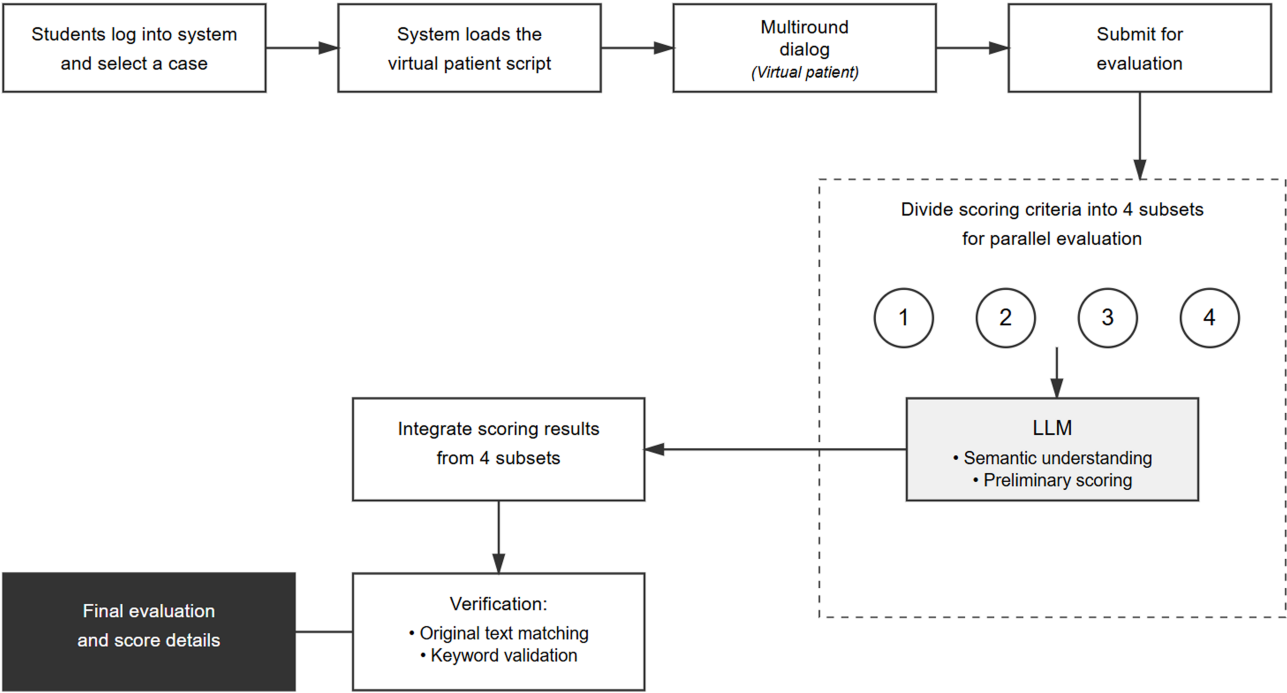 Students log into system
and select a case
System loads the
virtual patient script
Multiround
dialog
(Virtual patient)
Submit for
evaluation
Divide scoring criteria into 4 subsets
for parallel evaluation
1
2
3
4
LLM
• Semantic understanding
• Preliminary scoring
Integrate scoring results
from 4 subsets
Verification:
• Original text matching
• Keyword validation
Final evaluation
and score details